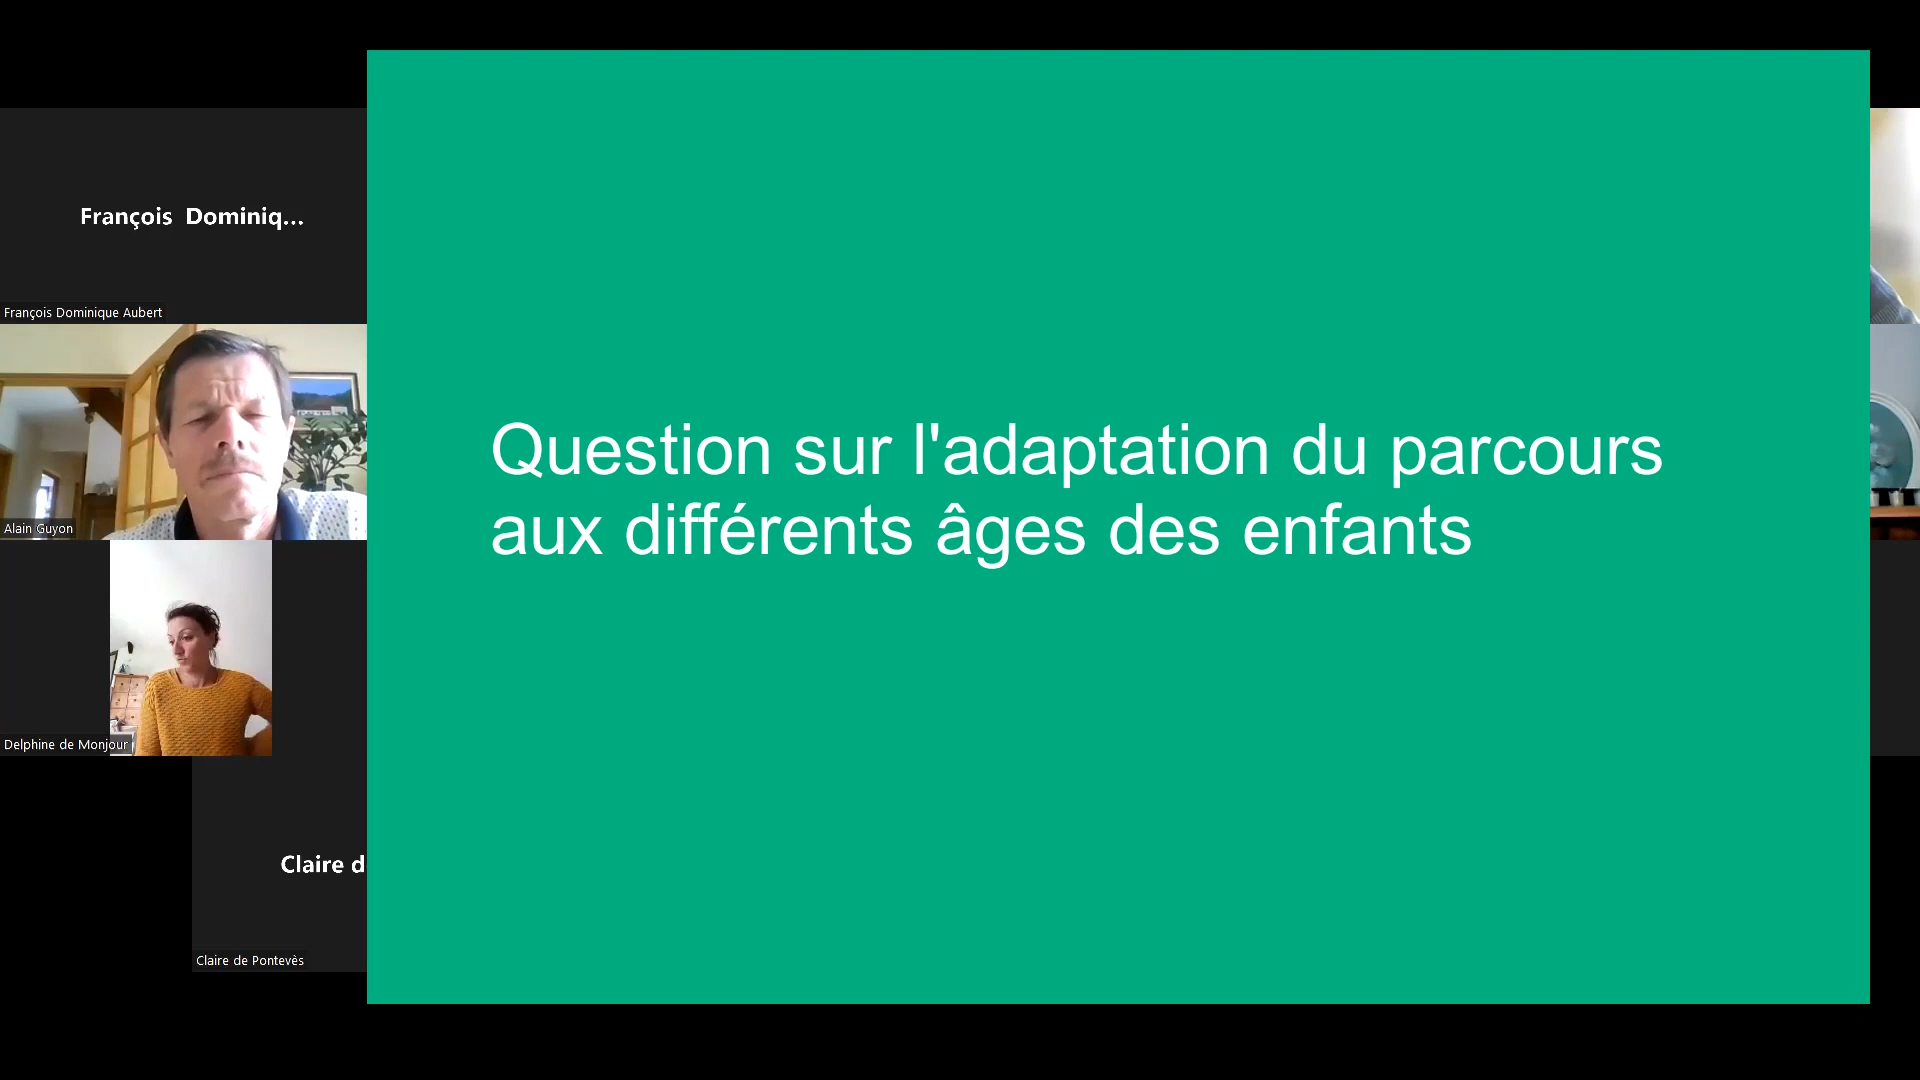 François Dominiq...
François Dominique Aubert
Alain Guyon
Delphine de Monjour
Claire d
Claire de Pontevès
Question sur l'adaptation du parcours
aux différents âges des enfants